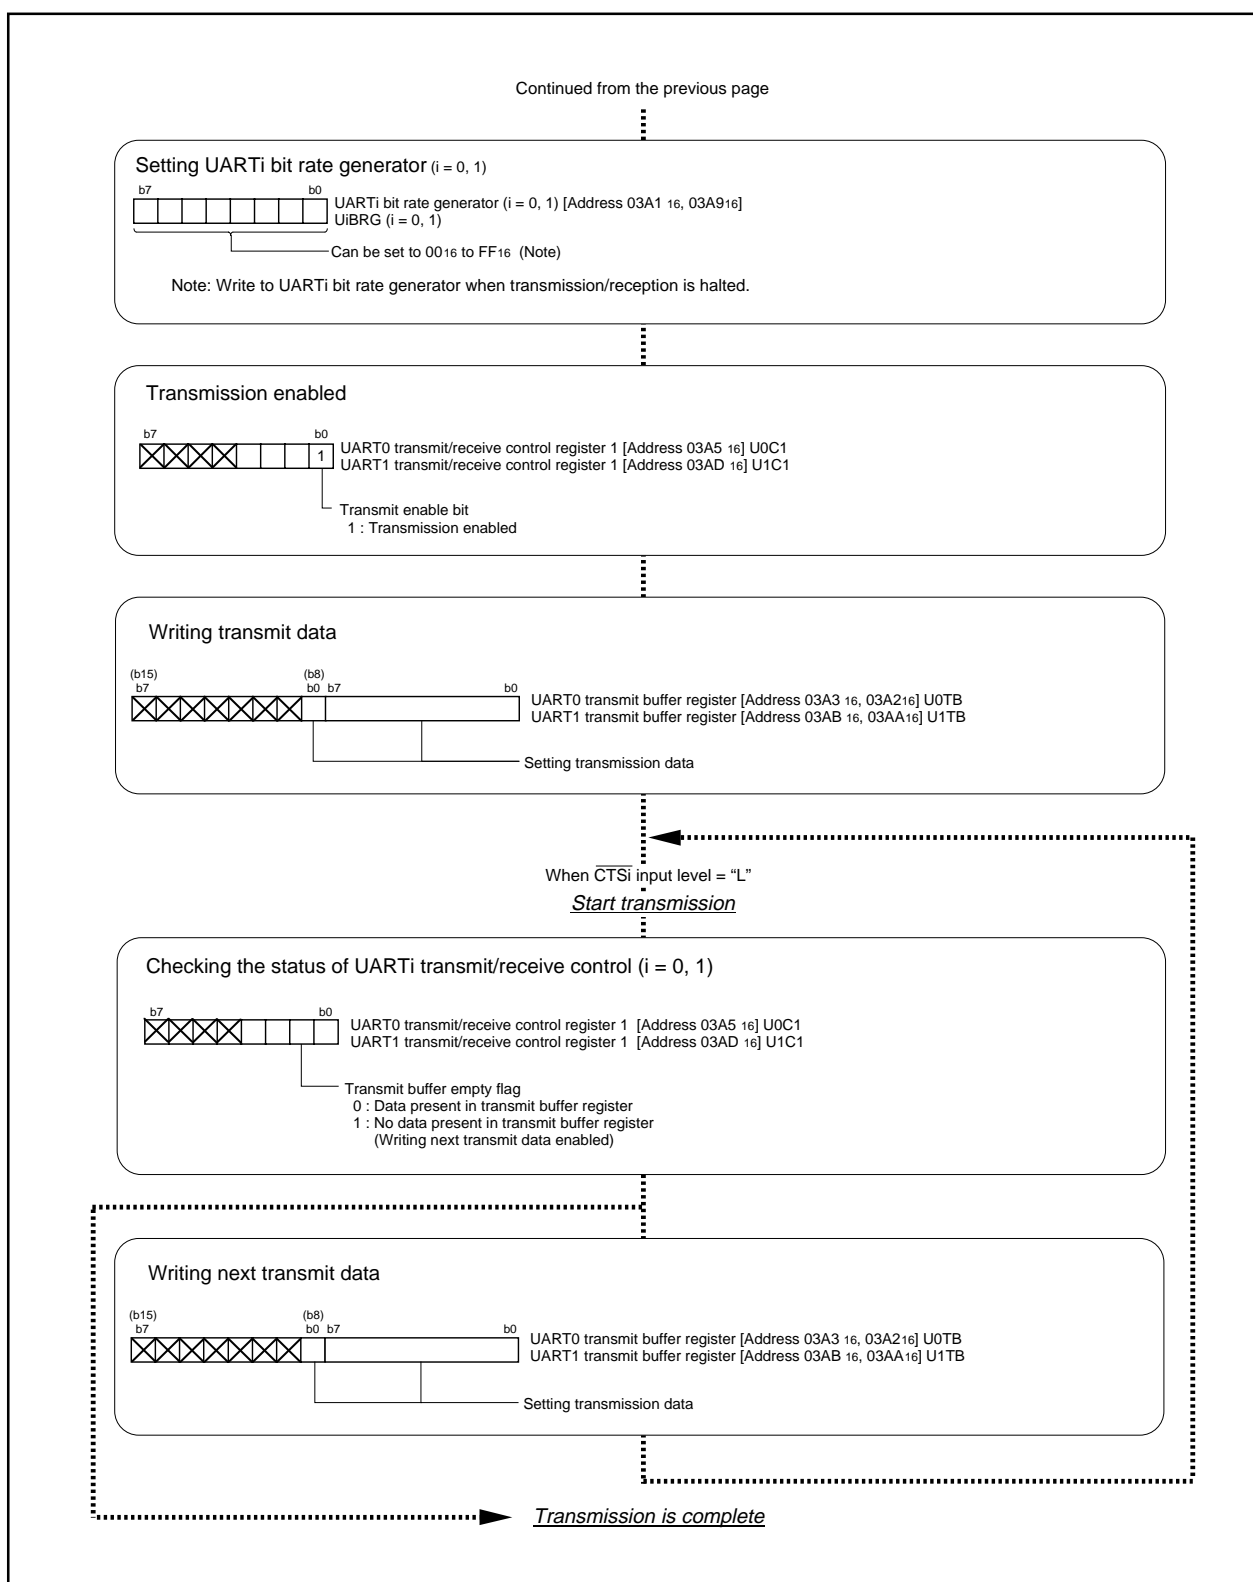 Continued from the previous page
Setting UARTi bit rate generator (i = 0, 1)
b7 b0
UARTi bit rate generator (i = 0, 1) [Address 03A1 16, 03A916]
UiBRG (i = 0, 1)
Can be set to 0016 to FF16 (Note)
Note: Write to UARTi bit rate generator when transmission/reception is halted.
Transmission enabled
b7 b0
1
UART0 transmit/receive control register 1 [Address 03A5 16] U0C1
UART1 transmit/receive control register 1 [Address 03AD 16] U1C1
Transmit enable bit
1 : Transmission enabled
Writing transmit data
(b15) (b8)
b7 b0 b7 b0
UART0 transmit buffer register [Address 03A3 16, 03A216] U0TB
UART1 transmit buffer register [Address 03AB 16, 03AA16] U1TB
Setting transmission data
When CTSi input level = “L”
Start transmission
Checking the status of UARTi transmit/receive control (i = 0, 1)
b7 b0
UART0 transmit/receive control register 1 [Address 03A5 16] U0C1
UART1 transmit/receive control register 1 [Address 03AD 16] U1C1
Transmit buffer empty flag
0 : Data present in transmit buffer register
1 : No data present in transmit buffer register
(Writing next transmit data enabled)
Writing next transmit data
(b15) (b8)
b7 b0 b7 b0
UART0 transmit buffer register [Address 03A3 16, 03A216] U0TB
UART1 transmit buffer register [Address 03AB 16, 03AA16] U1TB
Setting transmission data
Transmission is complete